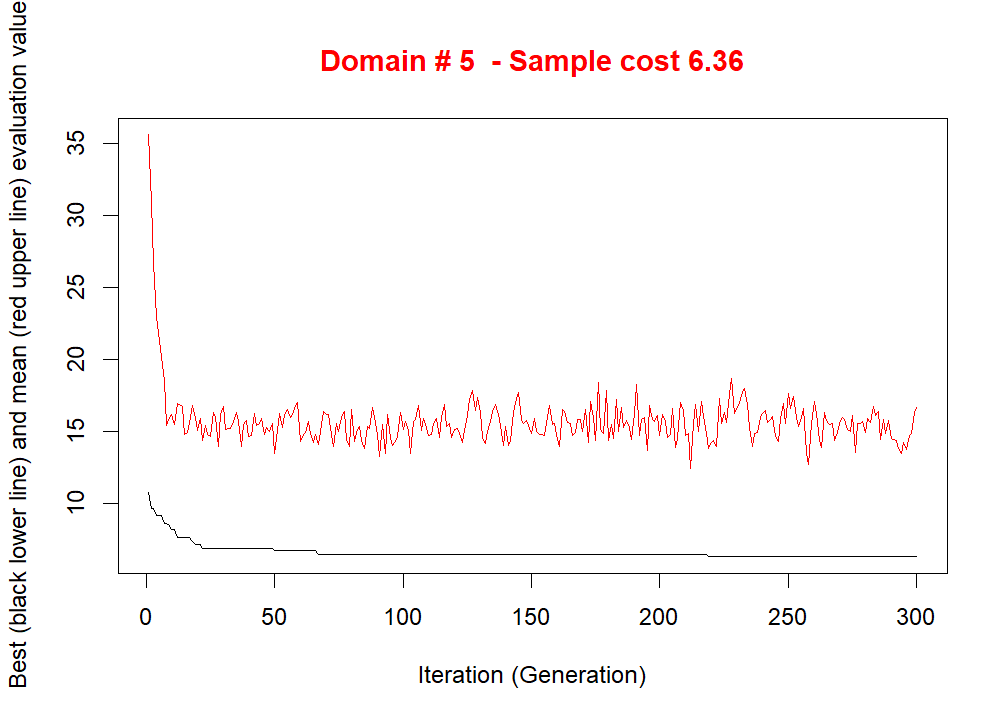 Domain # 5  - Sample cost 6.36
Best (black lower line) and mean (red upper line) evaluation value
35
30
25
20
15
10
0 50 100 150 200 250 300
Iteration (Generation)